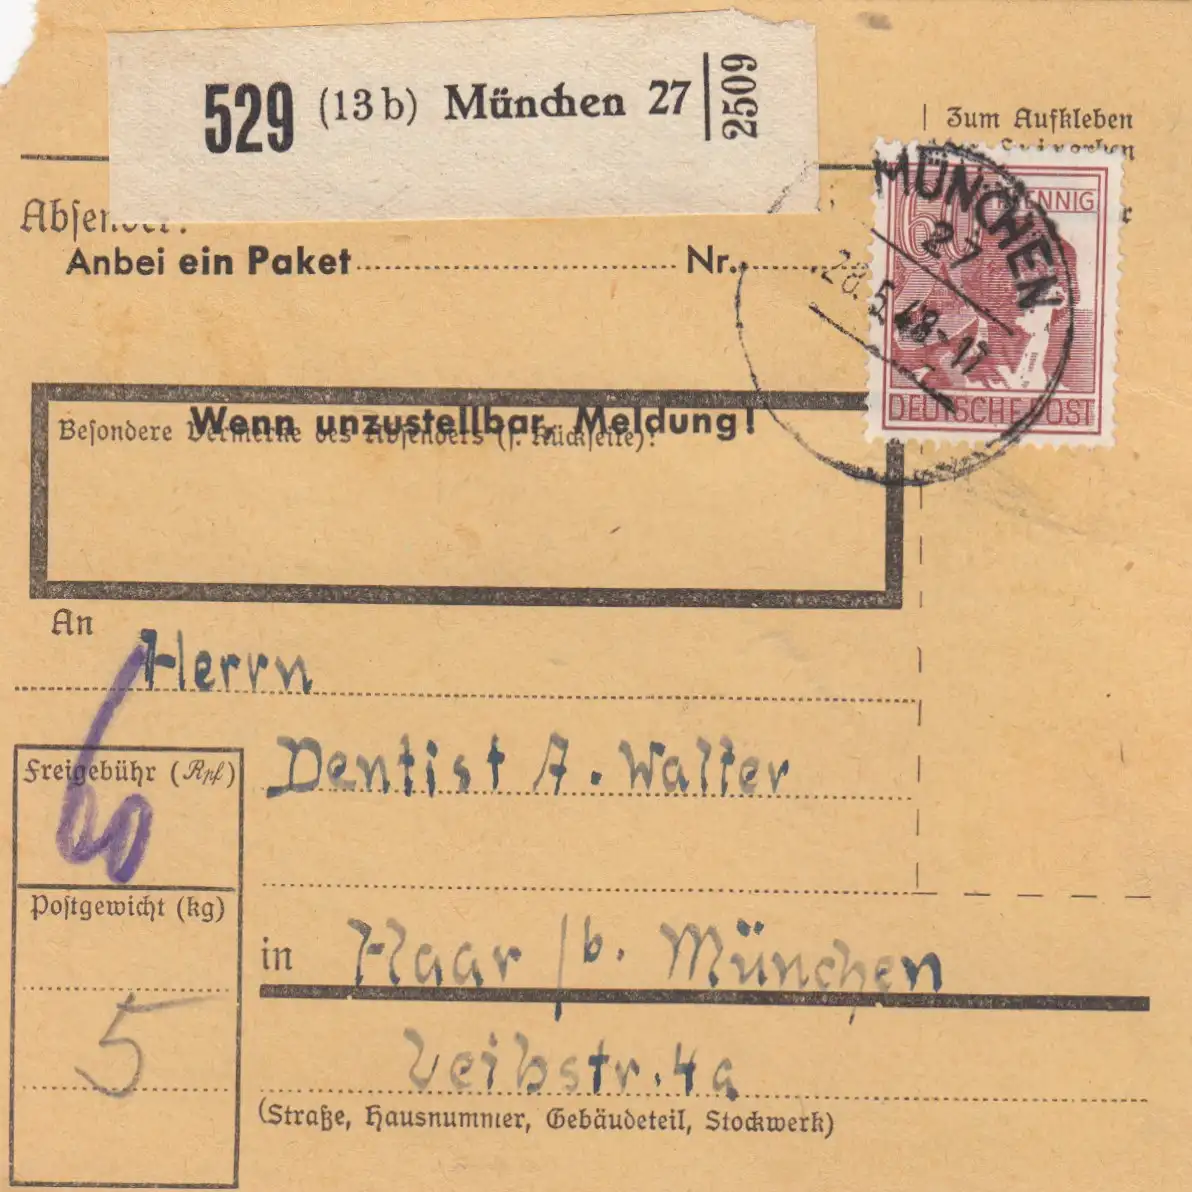 529 (13b) München 27 2509
Zum Aufkleben
Absender:
Anbei ein Paket Nr.
60 PFENNIG
DEUTSCHE POST
MÜNCHEN
27
28.5.48-17
Wenn unzustellbar, Meldung!
Besondere Vermerke des Absenders (s. Rückseite):
An
Herrn
Dentist A. Walter
Freigebühr (Rpf)
60
Postgewicht (kg)
5
in Haar / b. München
Leibstr. 4a
(Straße, Hausnummer, Gebäudeteil, Stockwerk)